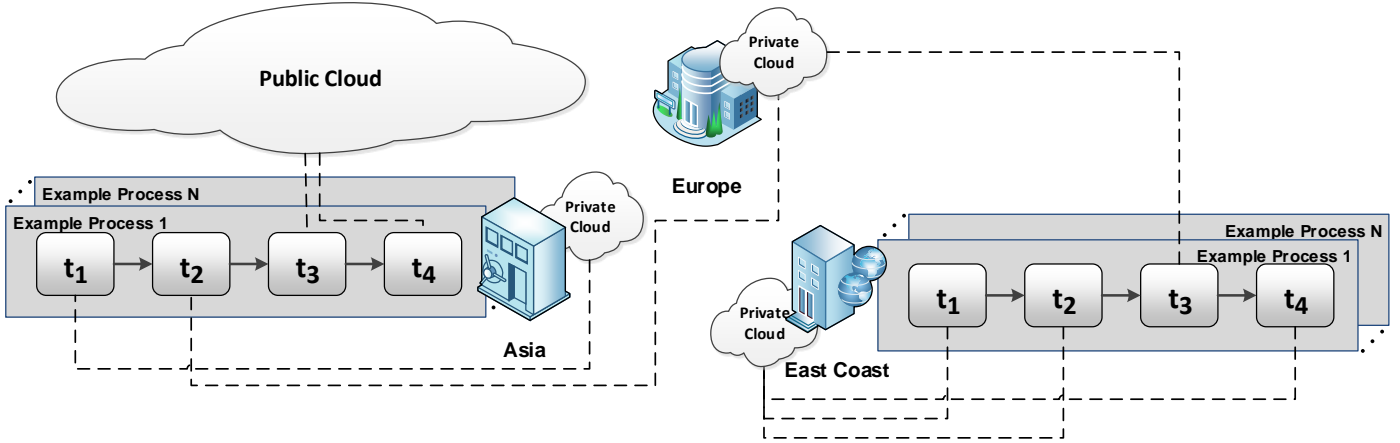 Public Cloud
Example Process N
Example Process 1
t1
t2
t3
t4
Private
Cloud
Asia
Private
Cloud
Europe
Private
Cloud
East Coast
Example Process N
Example Process 1
t1
t2
t3
t4